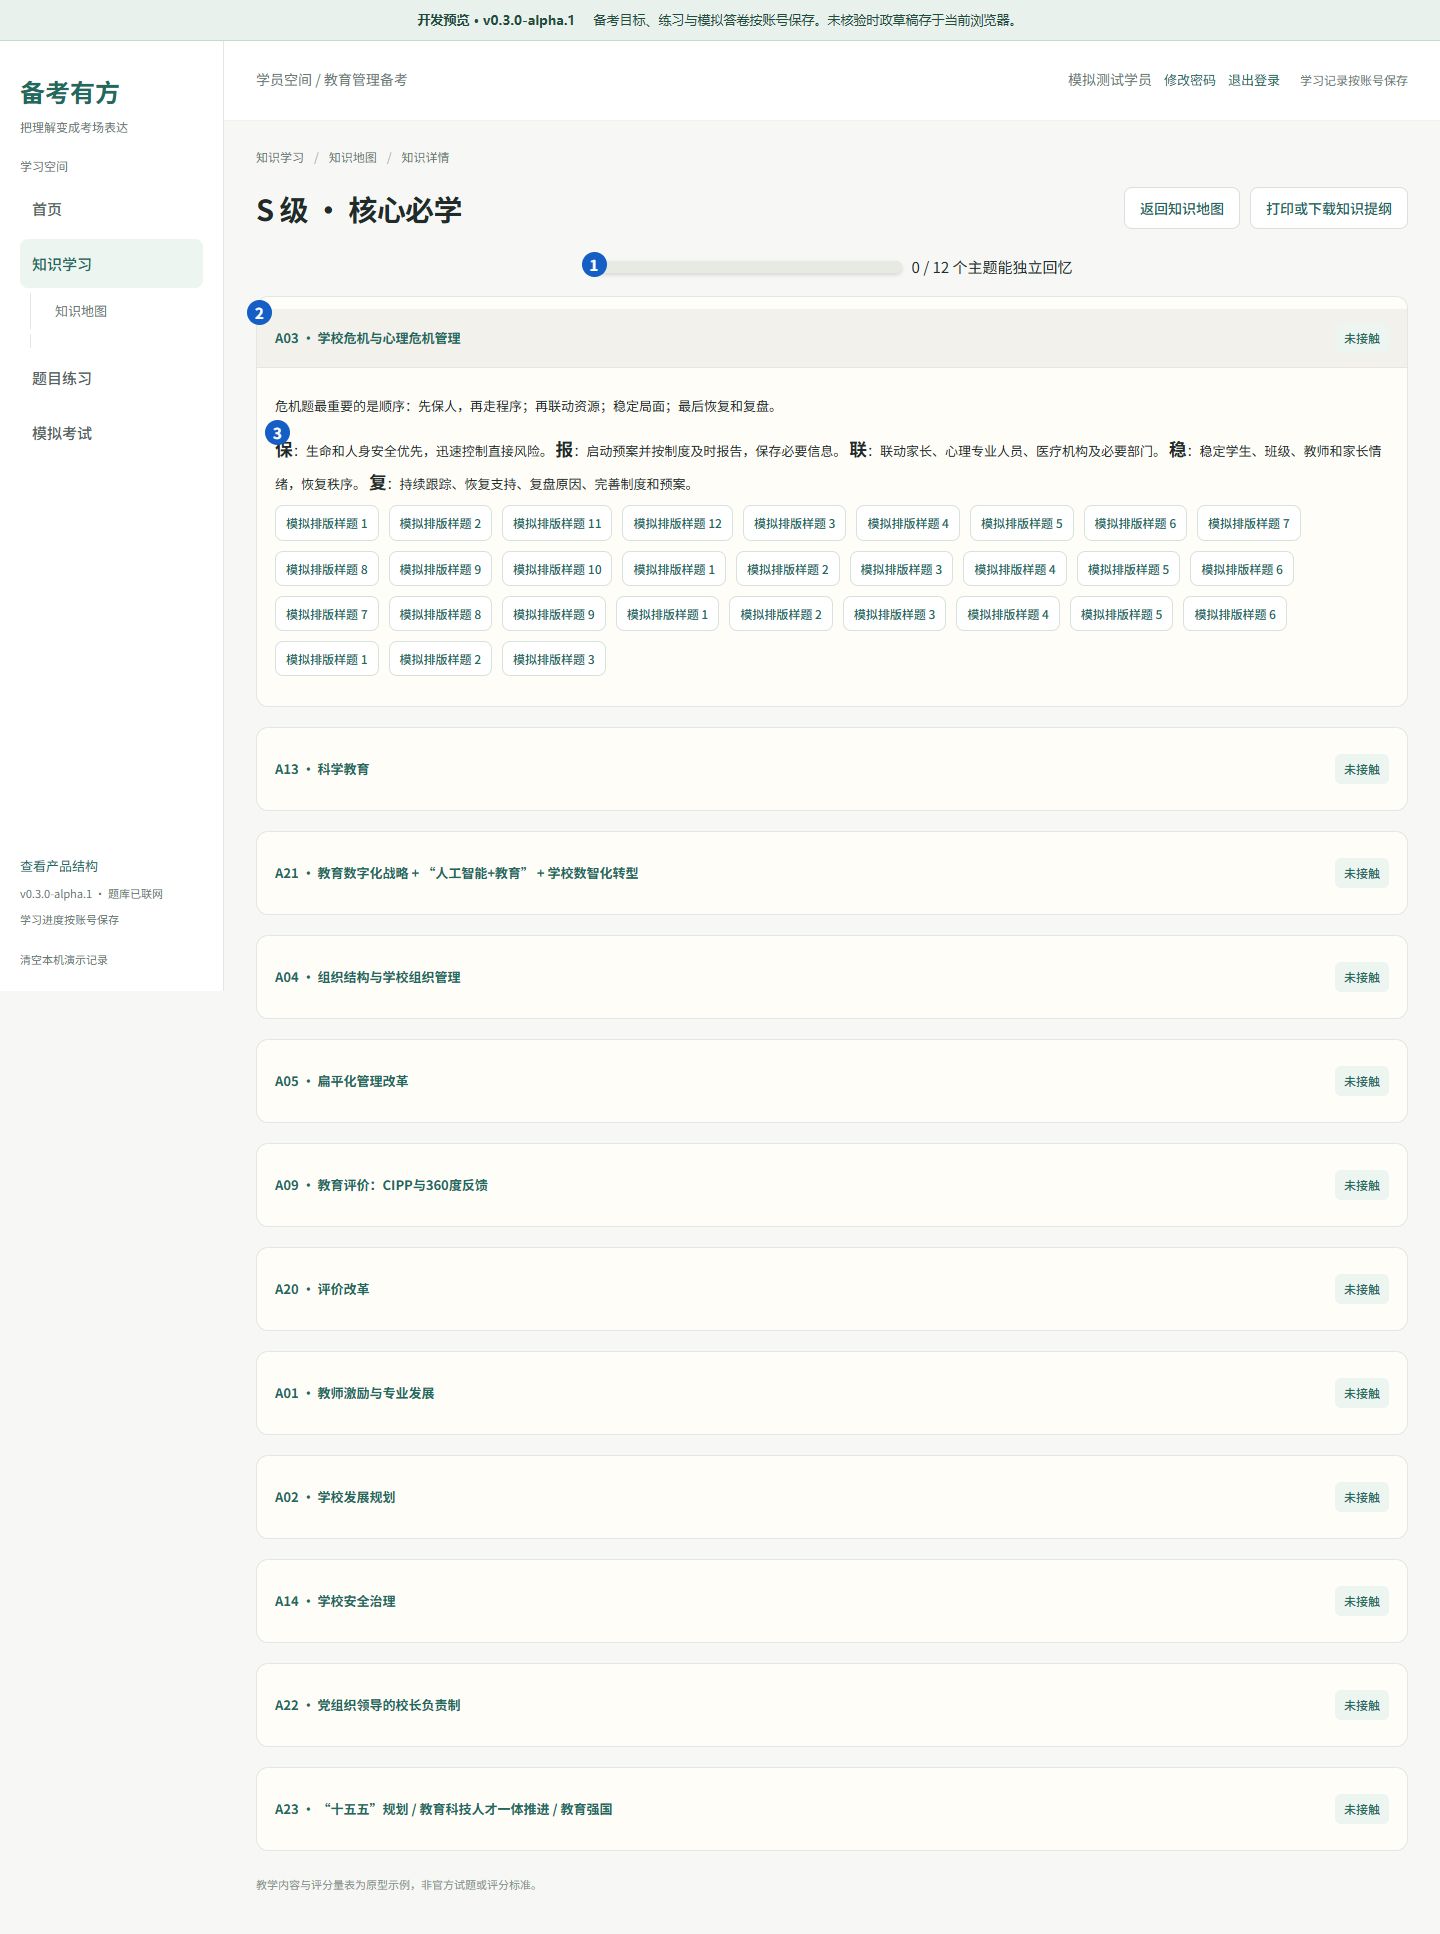 开发预览 · v0.3.0-alpha.1 备考目标、练习与模拟答卷按账号保存。未核验时政草稿存于当前浏览器。
备考有方
把理解变成考场表达
学习空间
首页
知识学习
知识地图
题目练习
模拟考试
查看产品结构
v0.3.0-alpha.1 · 题库已联网
学习进度按账号保存
清空本机演示记录
学员空间 / 教育管理备考
模拟测试学员 修改密码 退出登录 学习记录按账号保存
知识学习 / 知识地图 / 知识详情
S 级 · 核心必学
返回知识地图 打印或下载知识提纲
1 0 / 12 个主题能独立回忆
2
A03 · 学校危机与心理危机管理 未接触
危机题最重要的是顺序：先保人，再走程序；再联动资源；稳定局面；最后恢复和复盘。
3
保：生命和人身安全优先，迅速控制直接风险。 报：启动预案并按制度及时报告，保存必要信息。 联：联动家长、心理专业人员、医疗机构及必要部门。 稳：稳定学生、班级、教师和家长情
绪，恢复秩序。 复：持续跟踪、恢复支持、复盘原因、完善制度和预案。
模拟排版样题 1 模拟排版样题 2 模拟排版样题 11 模拟排版样题 12 模拟排版样题 3 模拟排版样题 4 模拟排版样题 5 模拟排版样题 6 模拟排版样题 7
模拟排版样题 8 模拟排版样题 9 模拟排版样题 10 模拟排版样题 1 模拟排版样题 2 模拟排版样题 3 模拟排版样题 4 模拟排版样题 5 模拟排版样题 6
模拟排版样题 7 模拟排版样题 8 模拟排版样题 9 模拟排版样题 1 模拟排版样题 2 模拟排版样题 3 模拟排版样题 4 模拟排版样题 5 模拟排版样题 6
模拟排版样题 1 模拟排版样题 2 模拟排版样题 3
A13 · 科学教育 未接触
A21 · 教育数字化战略 + “人工智能+教育” + 学校数智化转型 未接触
A04 · 组织结构与学校组织管理 未接触
A05 · 扁平化管理改革 未接触
A09 · 教育评价：CIPP与360度反馈 未接触
A20 · 评价改革 未接触
A01 · 教师激励与专业发展 未接触
A02 · 学校发展规划 未接触
A14 · 学校安全治理 未接触
A22 · 党组织领导的校长负责制 未接触
A23 · “十五五”规划 / 教育科技人才一体推进 / 教育强国 未接触
教学内容与评分量表为原型示例，非官方试题或评分标准。